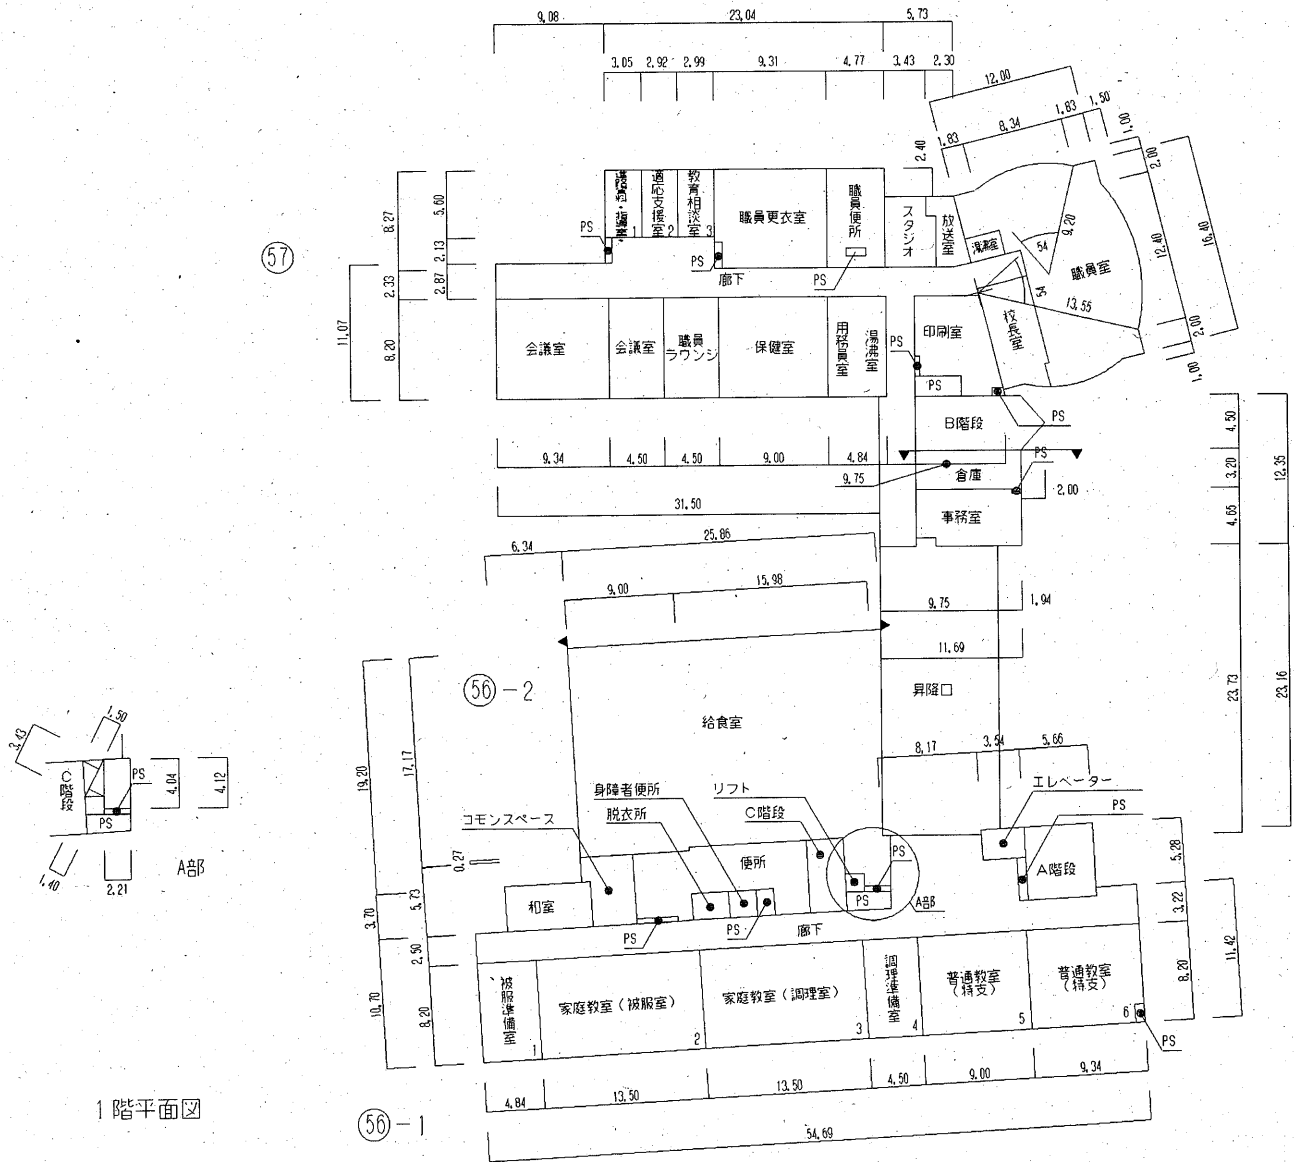 9.08
23.04
5.73
3.05
2.92
2.99
9.31
4.77
3.43
2.30
12.00
1.83
8.34
1.83
1.50
1.00
2.00
2.40
12.40
16.40
2.00
1.00
8.27
5.60
2.13
2.33
2.87
11.07
8.20
57
1
適応支援室
2
教育相談室
3
職員更衣室
職員便所
スタジオ
放送室
湯沸室
職員室
9.20
54
54
13.55
PS
PS
PS
廊下
会議室
会議室
職員
ラウンジ
保健室
用務員室
湯沸室
印刷室
校長室
PS
PS
PS
B階段
倉庫
PS
事務室
9.34
4.50
4.50
9.00
4.84
9.75
31.50
2.00
4.50
3.20
4.65
12.35
23.73
23.16
6.34
25.86
9.00
15.98
9.75
1.94
11.69
56-2
給食室
昇降口
8.17
3.54
5.66
19.20
17.17
0.27
5.73
3.70
2.50
10.70
8.20
コモンスペース
身障者便所
脱衣所
リフト
C階段
エレベーター
PS
便所
和室
PS
PS
PS
PS
A部
A階段
廊下
5.28
3.22
8.20
11.42
被服準備室
1
家庭教室(被服室)
2
家庭教室(調理室)
3
調理準備室
4
普通教室
(特支)
5
普通教室
(特支)
6
PS
4.84
13.50
13.50
4.50
9.00
9.34
54.69
56-1
3.43
1.50
C階段
PS
PS
4.04
4.12
1.40
2.21
A部
1階平面図